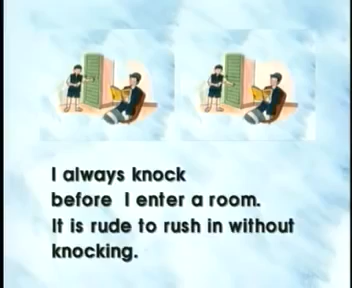 I always knock
before I enter a room.
It is rude to rush in without
knocking.